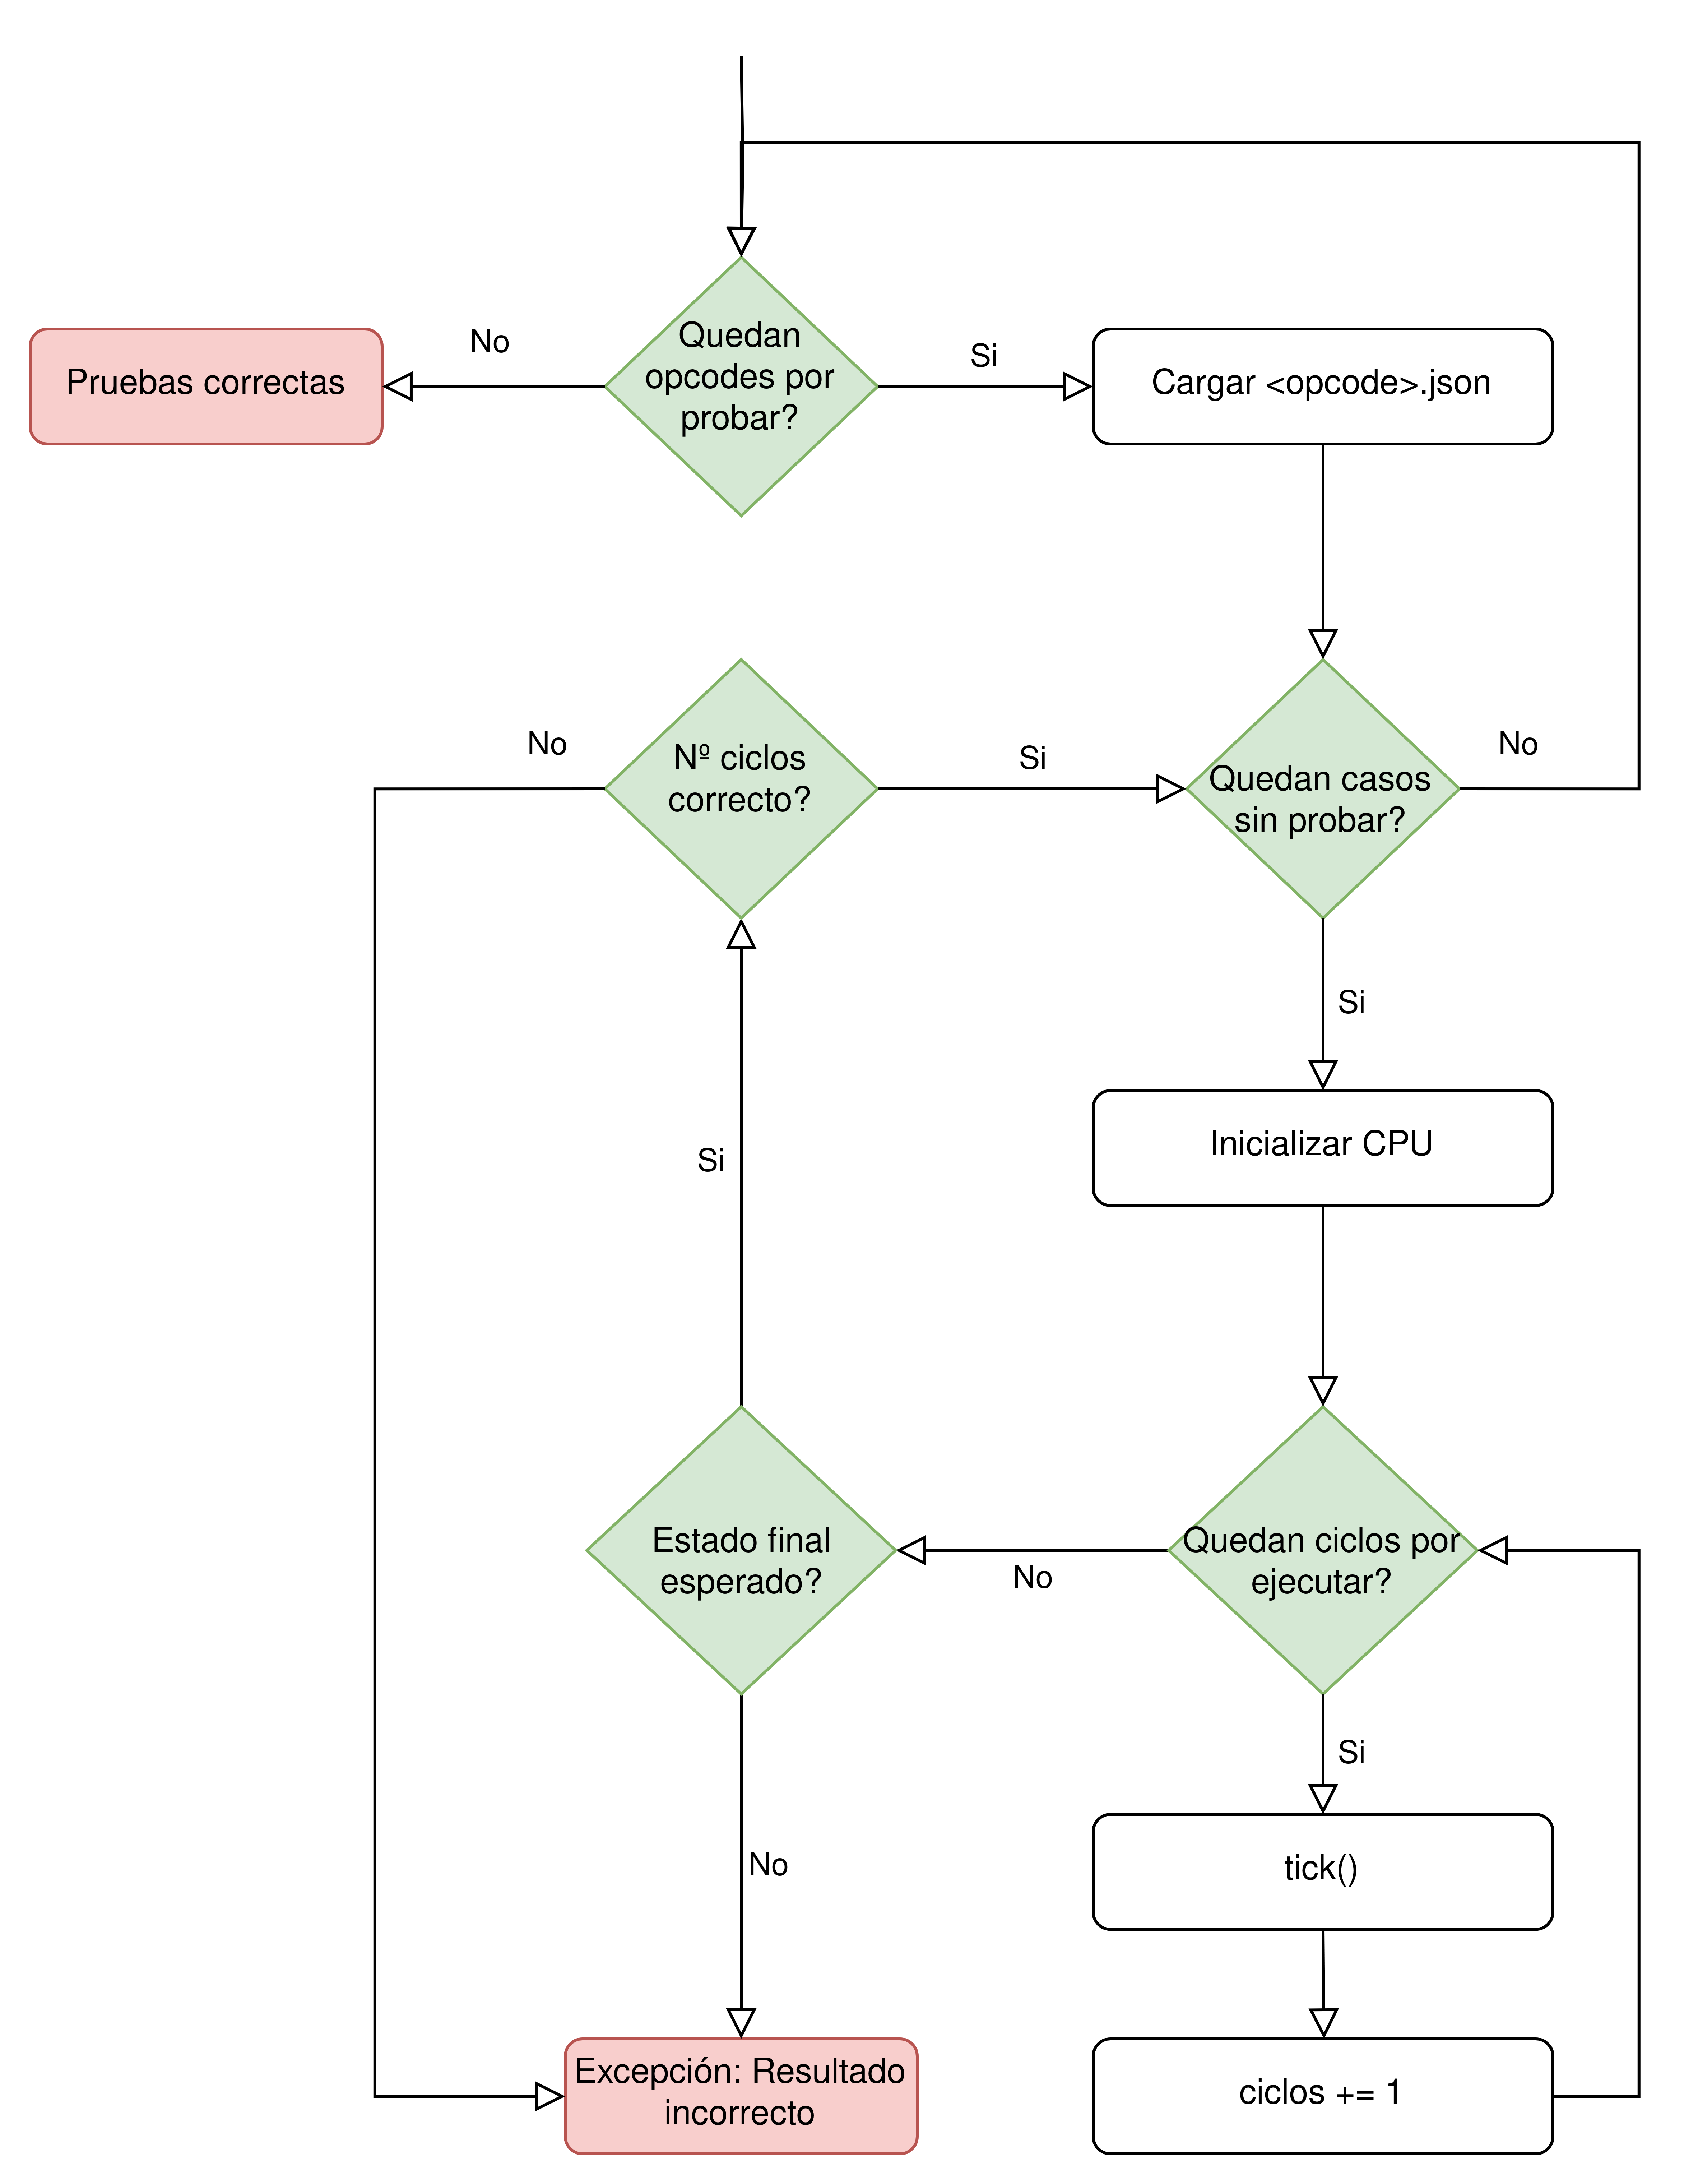 Quedan
opcodes por
probar?
No
Si
Pruebas correctas
Cargar <opcode>.json
No
Nº ciclos
correcto?
Si
Quedan casos
sin probar?
No
Si
Inicializar CPU
Si
Estado final
esperado?
No
Quedan ciclos por
ejecutar?
Si
No
tick()
Excepción: Resultado
incorrecto
ciclos += 1